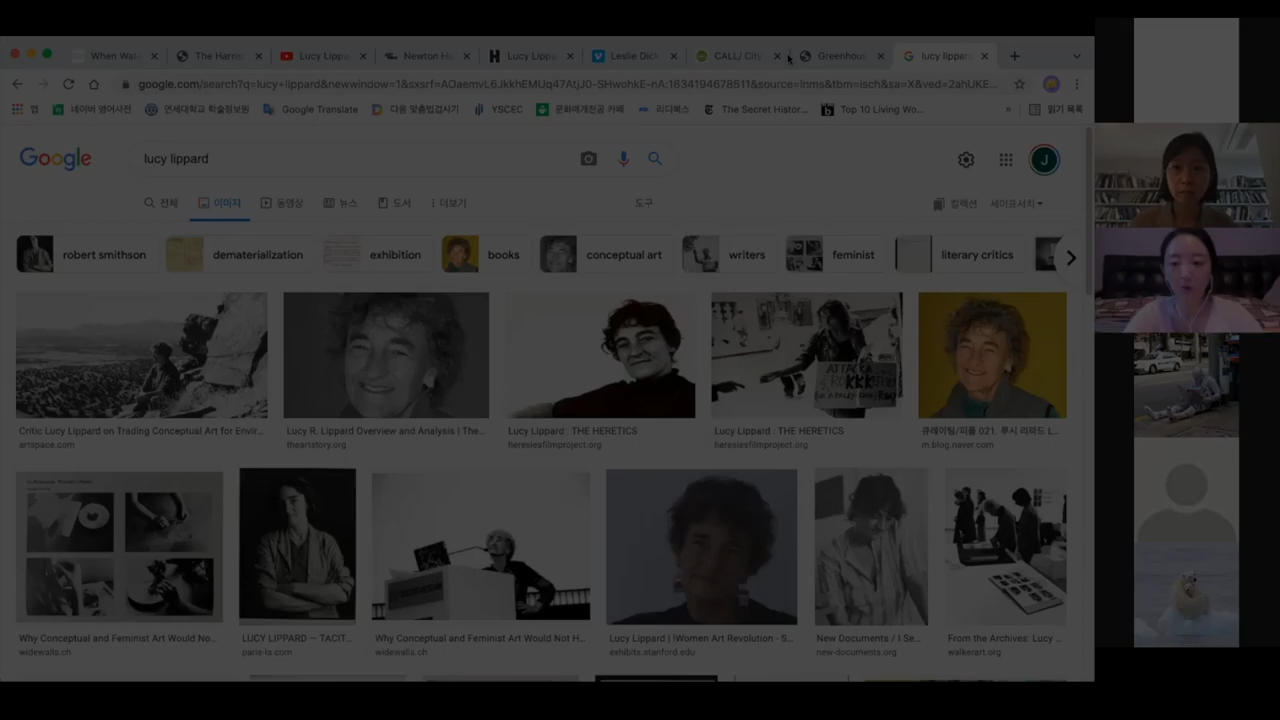 When Wat
The Harris
Lucy Lippa
Newton Ha
Lucy Lippa
Leslie Dick
CALL/ City
Greenhous
lucy lippard
google.com/search?q=lucy+lippard&newwindow=1&sxsrf=AOaemvL6JkkhEMUq47AtjJ0-SHwohkE-nA:1634194678511&source=lnms&tbm=isch&sa=X&ved=2ahUKE...
앱
네이버 영어사전
연세대학교 학술정보원
Google Translate
다음 맞춤법검사기
YSCEC
문화매개전공 카페
리디북스
The Secret Histor...
Top 10 Living Wo...
»
읽기 목록
Google
lucy lippard
J
전체
이미지
동영상
뉴스
도서
더보기
도구
컬렉션
세이프서치
robert smithson
dematerialization
exhibition
books
conceptual art
writers
feminist
literary critics
Critic Lucy Lippard on Trading Conceptual Art for Envir...
artspace.com
Lucy R. Lippard Overview and Analysis | The...
theartstory.org
Lucy Lippard : THE HERETICS
heresiesfilmproject.org
Lucy Lippard : THE HERETICS
heresiesfilmproject.org
큐레이팅/피플 021. 루시 리파드 L...
m.blog.naver.com
Why Conceptual and Feminist Art Would No...
widewalls.ch
LUCY LIPPARD — TACIT...
paris-la.com
Why Conceptual and Feminist Art Would Not H...
widewalls.ch
Lucy Lippard | !Women Art Revolution - S...
exhibits.stanford.edu
New Documents / I Se...
new-documents.org
From the Archives: Lucy ...
walkerart.org